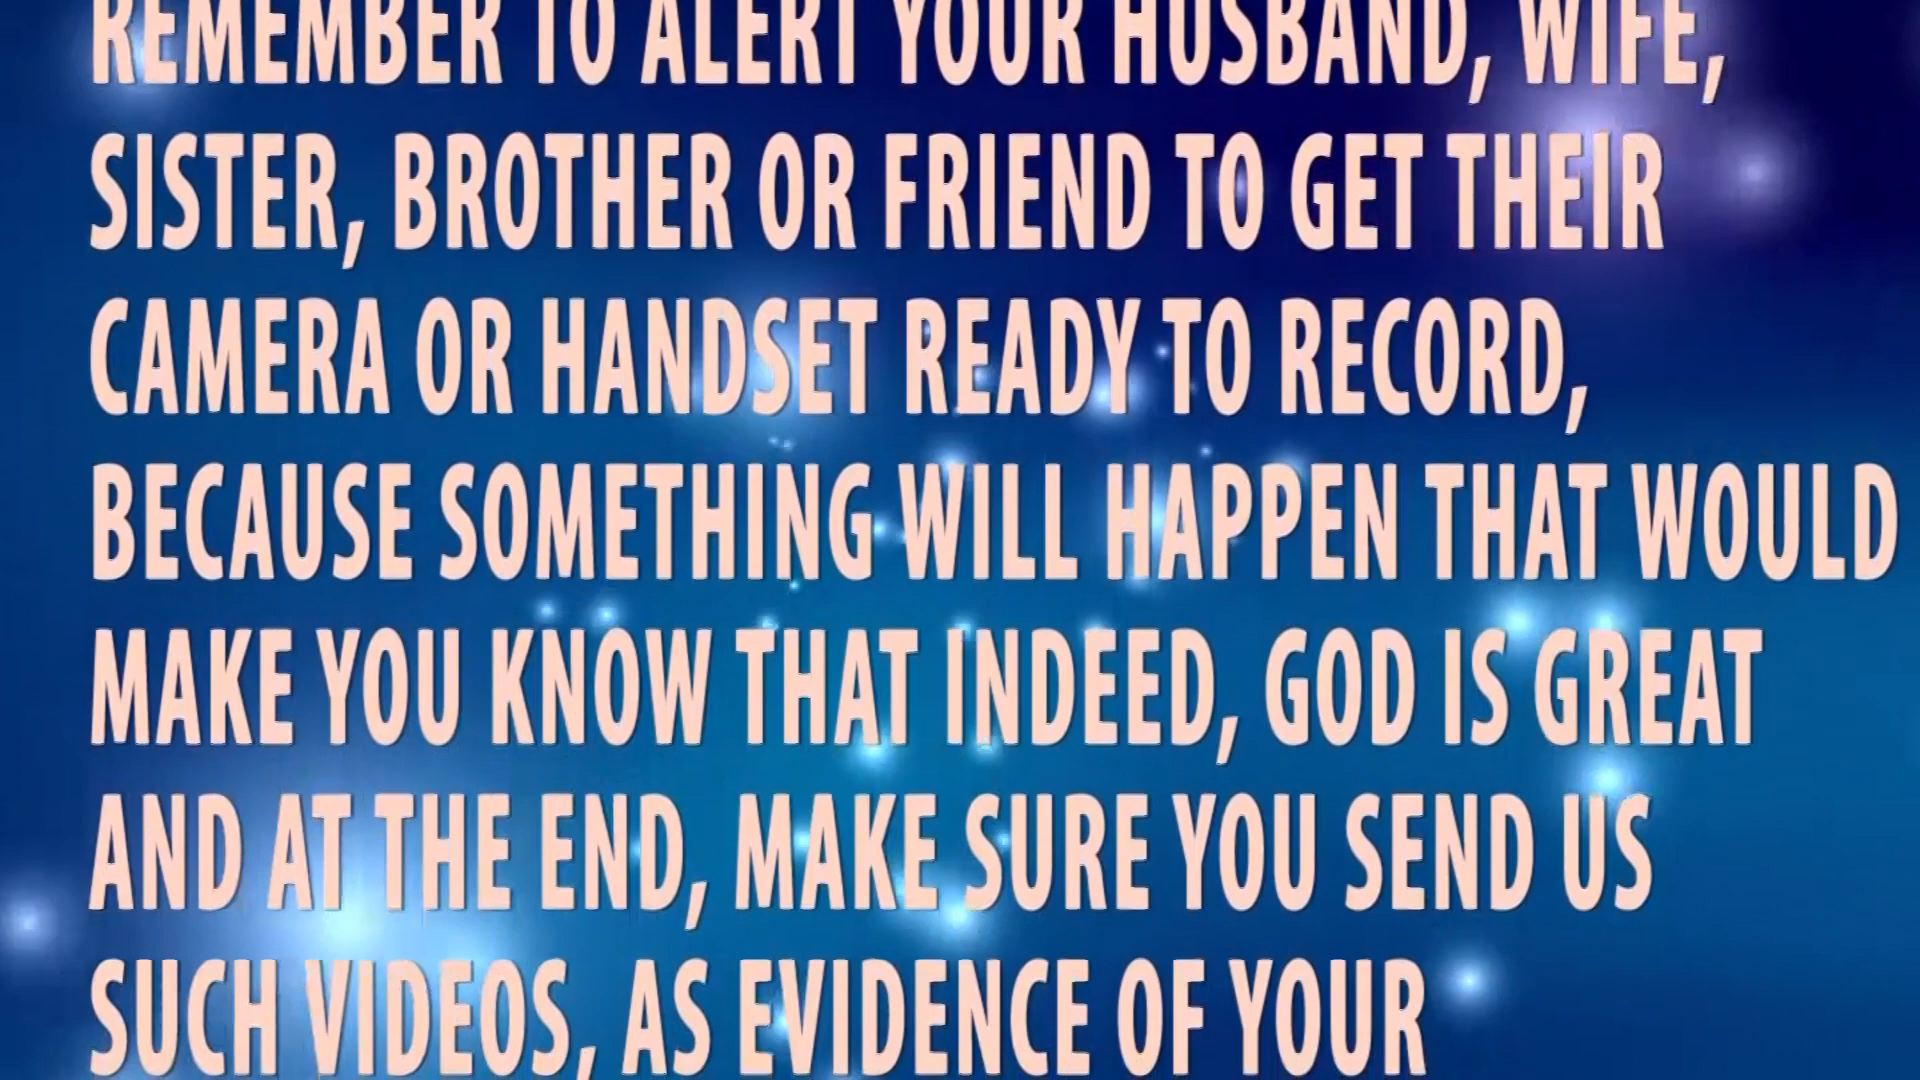 REMEMBER TO ALERT YOUR HUSBAND, WIFE,
SISTER, BROTHER OR FRIEND TO GET THEIR
CAMERA OR HANDSET READY TO RECORD,
BECAUSE SOMETHING WILL HAPPEN THAT WOULD
MAKE YOU KNOW THAT INDEED, GOD IS GREAT
AND AT THE END, MAKE SURE YOU SEND US
SUCH VIDEOS, AS EVIDENCE OF YOUR